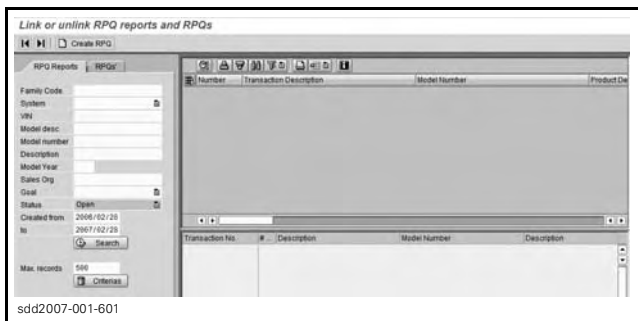 Link or unlink RPQ reports and RPQs
Create RPQ
RPQ Reports RPQs
Number Transaction Description Model Number Product De
Family Code
System
VIN
Model desc.
Model number
Description
Model Year
Sales Org
Goal
Status Open
Created from 2006/02/28
to 2007/02/28
Search
Max. records 500
Criterias
Transaction No. # .. Description Model Number Description
sdd2007-001-601